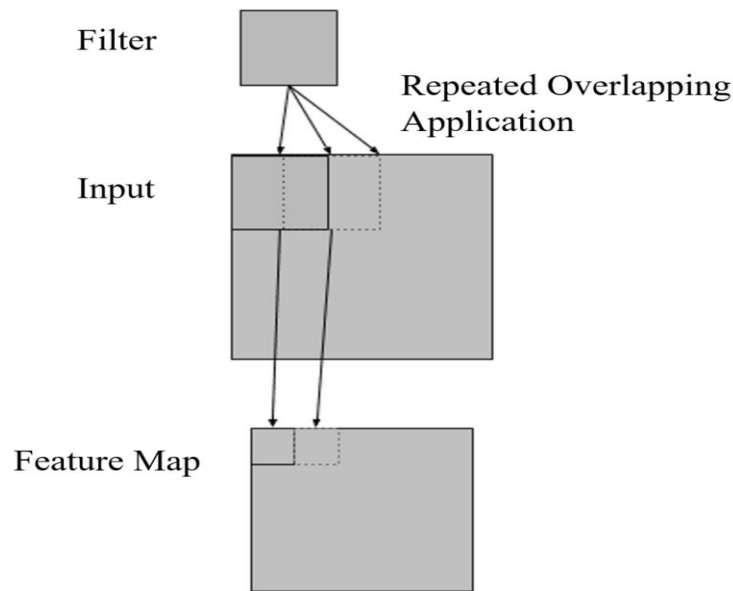 Filter
Repeated Overlapping
Application
Input
Feature Map